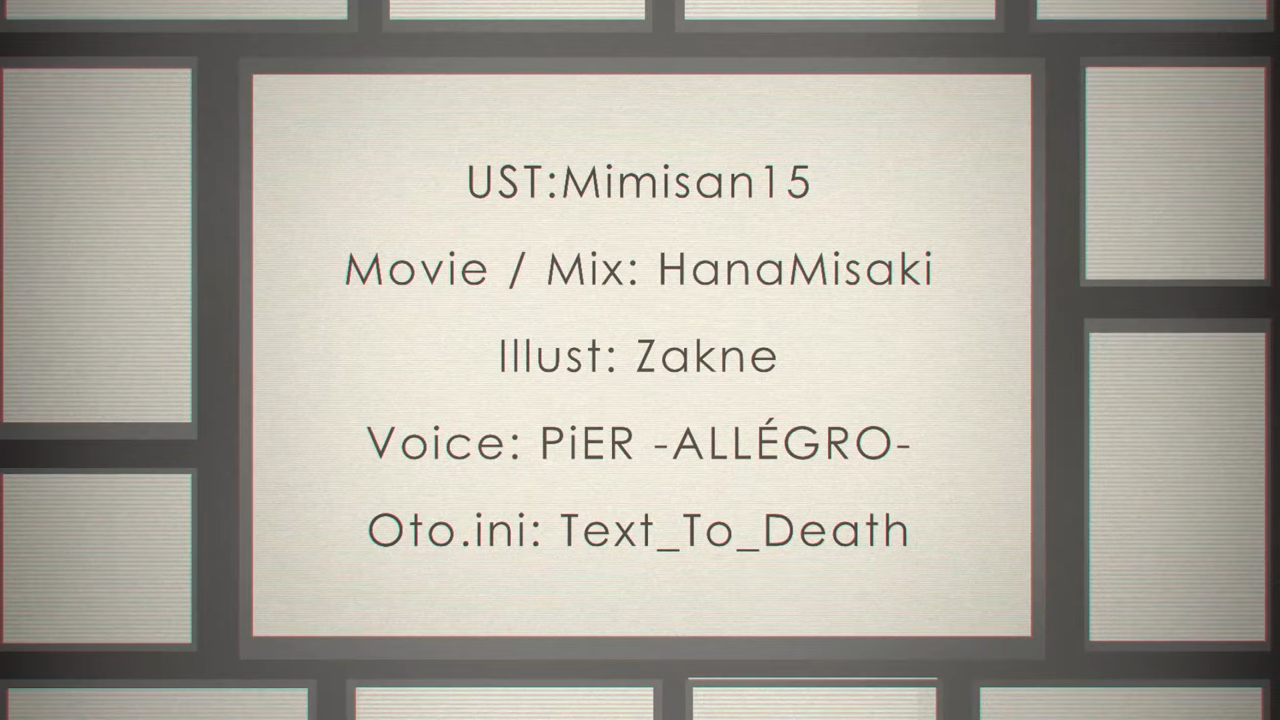 UST:Mimisan15
Movie / Mix: HanaMisaki
Illust: Zakne
Voice: PiER -ALLÉGRO-
Oto.ini: Text_To_Death